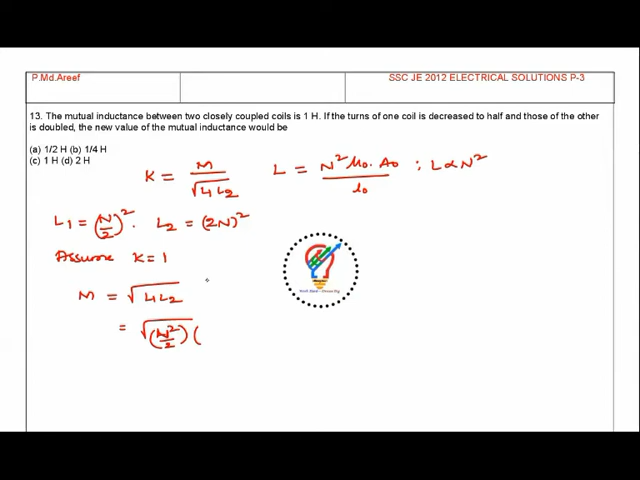 P.Md.Areef
SSC JE 2012 ELECTRICAL SOLUTIONS P-3
13. The mutual inductance between two closely coupled coils is 1 H. If the turns of one coil is decreased to half and those of the other
is doubled, the new value of the mutual inductance would be
(a) 1/2 H (b) 1/4 H
(c) 1 H (d) 2 H
K = M/√L1L2 L = N² μ0. A0/l0 ; L∝N²
L1 = (N/2)². L2 = (2N)²
Assume K=1
M = √L1L2
= √(N²/2)(